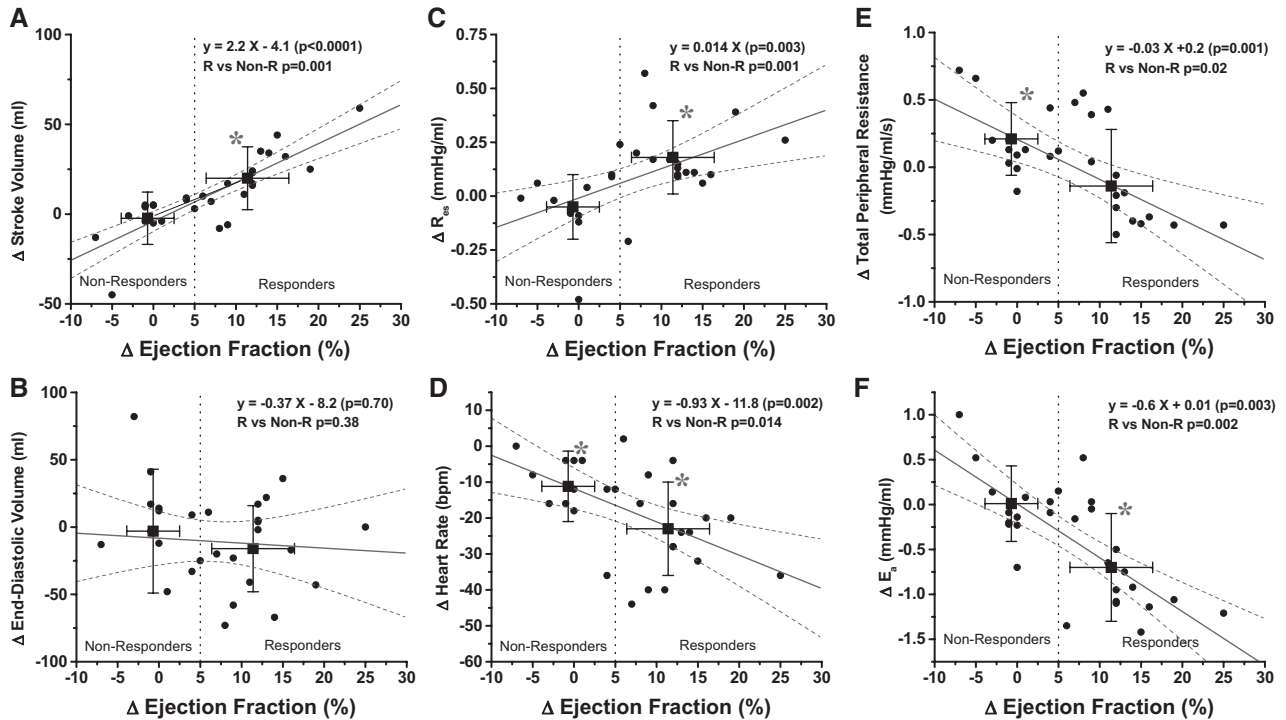 A
100
50
0
-50
Δ Stroke Volume (ml)
y = 2.2 X - 4.1 (p<0.0001)
R vs Non-R p=0.001
*
Non-Responders
Responders
-10 -5 0 5 10 15 20 25 30
Δ Ejection Fraction (%)
C
0.75
0.50
0.25
0.00
-0.25
-0.50
Δ Res (mmHg/ml)
y = 0.014 X (p=0.003)
R vs Non-R p=0.001
*
Non-Responders
Responders
-10 -5 0 5 10 15 20 25 30
Δ Ejection Fraction (%)
E
1.0
0.5
0.0
-0.5
-1.0
Δ Total Peripheral Resistance
(mmHg/ml/s)
y = -0.03 X +0.2 (p=0.001)
R vs Non-R p=0.02
*
Non-Responders
Responders
-10 -5 0 5 10 15 20 25 30
Δ Ejection Fraction (%)
B
100
50
0
-50
-100
Δ End-Diastolic Volume (ml)
y = -0.37 X - 8.2 (p=0.70)
R vs Non-R p=0.38
Non-Responders
Responders
-10 -5 0 5 10 15 20 25 30
Δ Ejection Fraction (%)
D
10
0
-10
-20
-30
-40
-50
-60
Δ Heart Rate (bpm)
y = -0.93 X - 11.8 (p=0.002)
R vs Non-R p=0.014
*
*
Non-Responders
Responders
-10 -5 0 5 10 15 20 25 30
Δ Ejection Fraction (%)
F
1.0
0.5
0.0
-0.5
-1.0
-1.5
Δ Ea (mmHg/ml)
y = -0.6 X + 0.01 (p=0.003)
R vs Non-R p=0.002
*
Non-Responders
Responders
-10 -5 0 5 10 15 20 25 30
Δ Ejection Fraction (%)